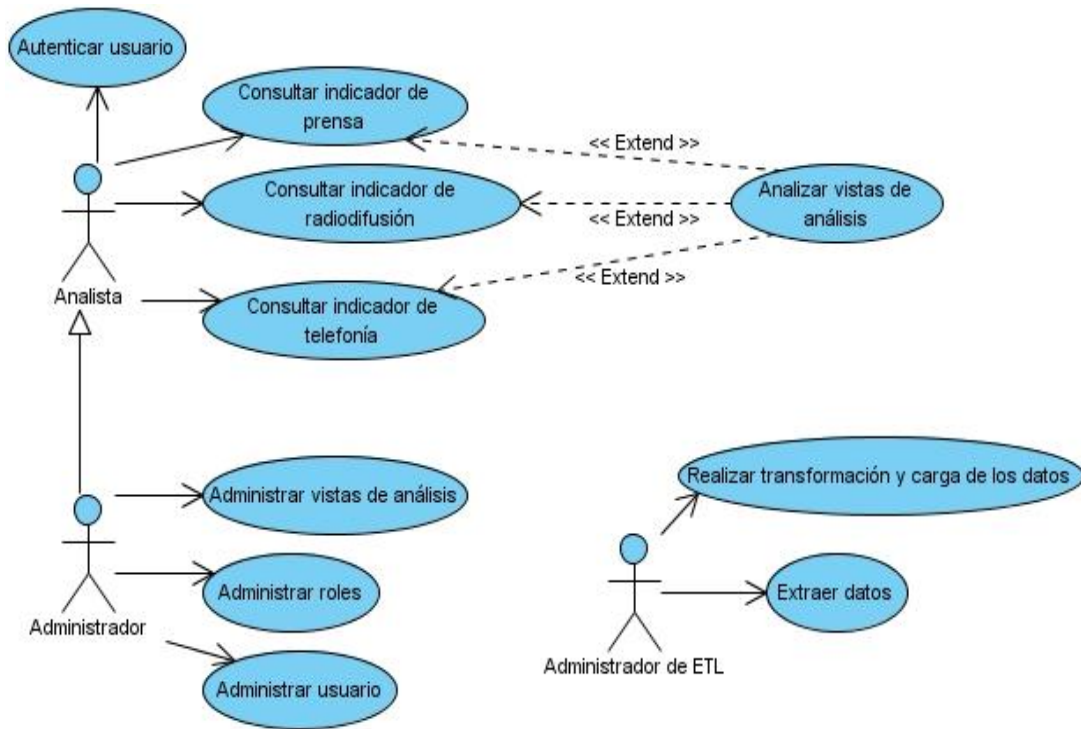 Autenticar usuario
Consultar indicador de
prensa
<< Extend >>
Consultar indicador de
radiodifusión
<< Extend >>
Analizar vistas de
análisis
<< Extend >>
Analista
Consultar indicador de
telefonía
Administrar vistas de análisis
Realizar transformación y carga de los datos
Administrar roles
Extraer datos
Administrador
Administrador de ETL
Administrar usuario